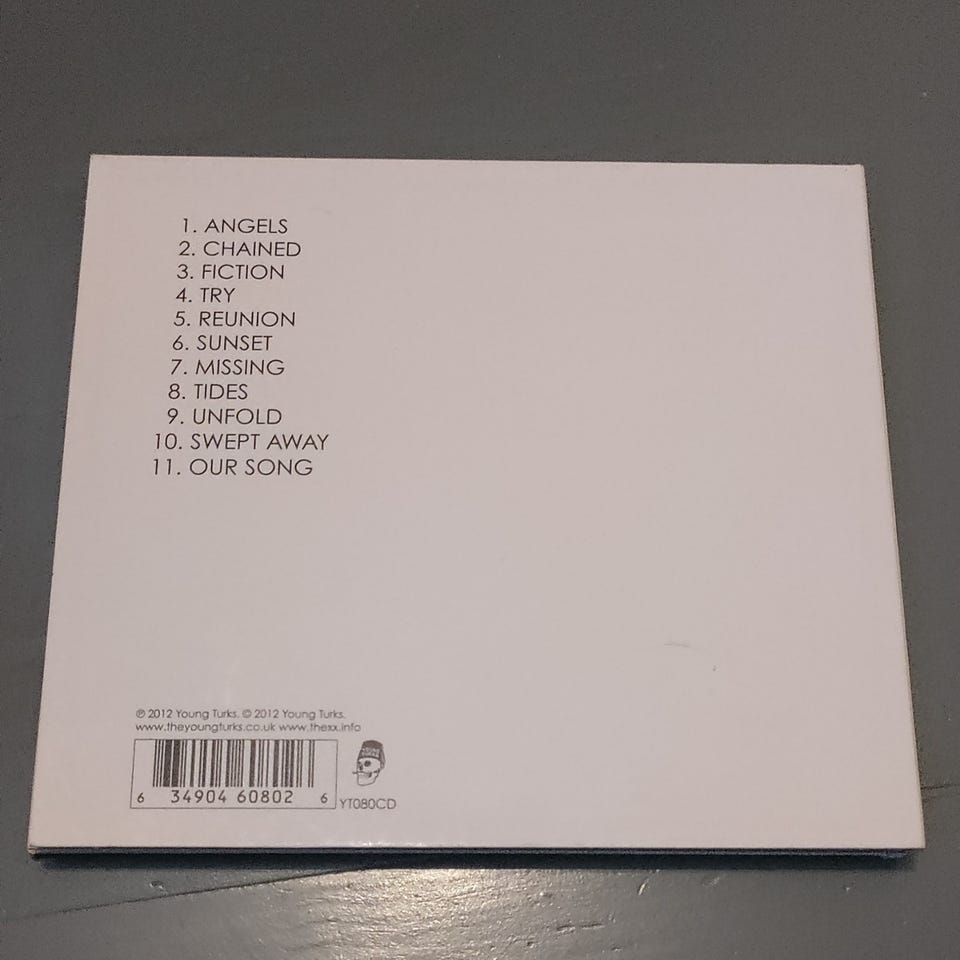 1. ANGELS
2. CHAINED
3. FICTION
4. TRY
5. REUNION
6. SUNSET
7. MISSING
8. TIDES
9. UNFOLD
10. SWEPT AWAY
11. OUR SONG
℗ 2012 Young Turks. © 2012 Young Turks.
www.theyoungturks.co.uk www.thexx.info
YOUNG
TURKS
6 34904 60802 6
YT080CD